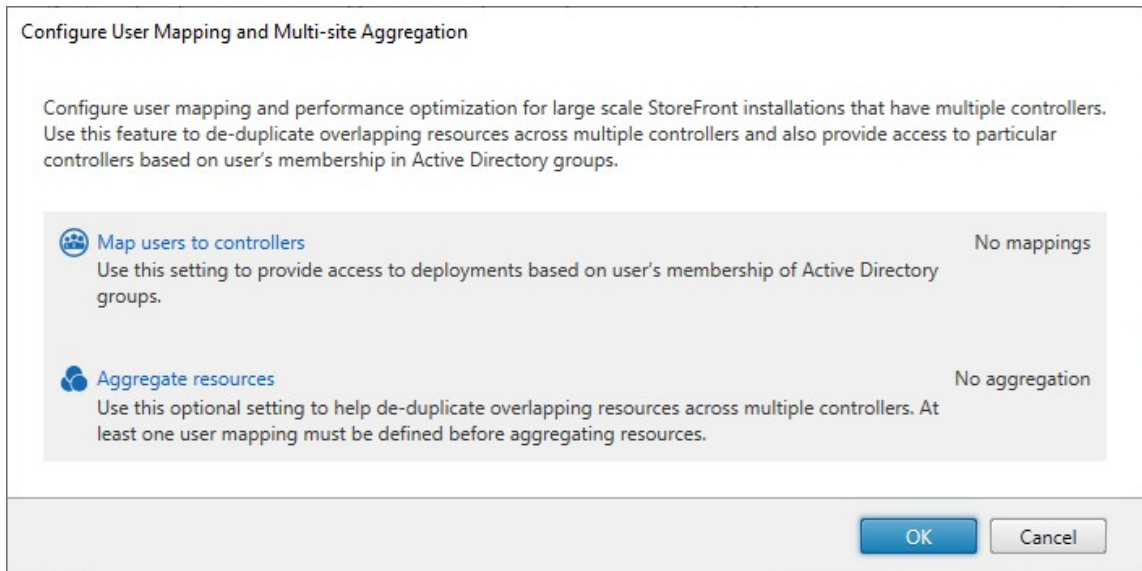 Configure User Mapping and Multi-site Aggregation
Configure user mapping and performance optimization for large scale StoreFront installations that have multiple controllers.
Use this feature to de-duplicate overlapping resources across multiple controllers and also provide access to particular
controllers based on user's membership in Active Directory groups.
Map users to controllers No mappings
Use this setting to provide access to deployments based on user's membership of Active Directory
groups.
Aggregate resources No aggregation
Use this optional setting to help de-duplicate overlapping resources across multiple controllers. At
least one user mapping must be defined before aggregating resources.
OK Cancel